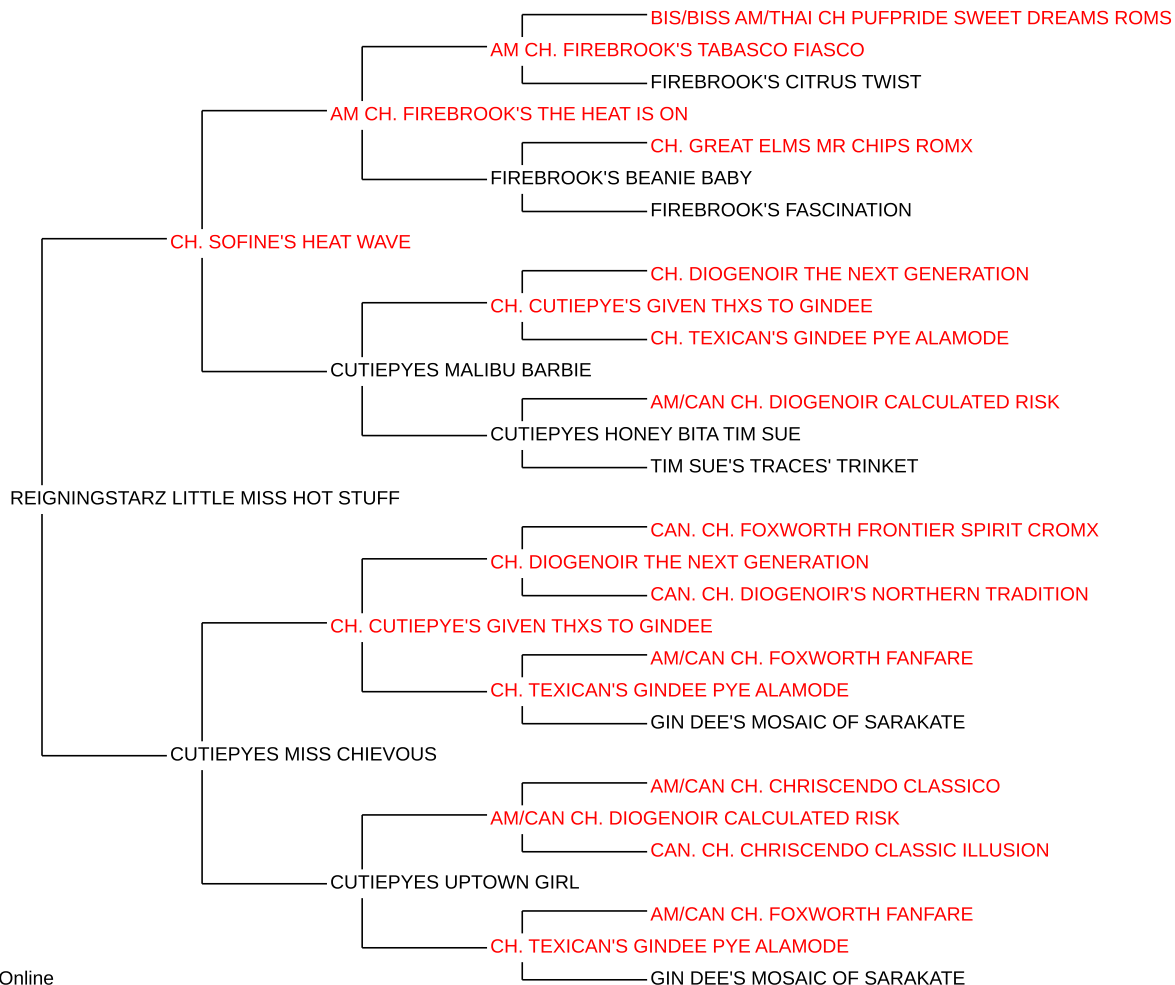 BIS/BISS AM/THAI CH PUFPRIDE SWEET DREAMS ROMS
AM CH. FIREBROOK'S TABASCO FIASCO
FIREBROOK'S CITRUS TWIST
AM CH. FIREBROOK'S THE HEAT IS ON
CH. GREAT ELMS MR CHIPS ROMX
FIREBROOK'S BEANIE BABY
FIREBROOK'S FASCINATION
CH. SOFINE'S HEAT WAVE
CH. DIOGENOIR THE NEXT GENERATION
CH. CUTIEPYE'S GIVEN THXS TO GINDEE
CH. TEXICAN'S GINDEE PYE ALAMODE
CUTIEPYES MALIBU BARBIE
AM/CAN CH. DIOGENOIR CALCULATED RISK
CUTIEPYES HONEY BITA TIM SUE
TIM SUE'S TRACES' TRINKET
REIGNINGSTARZ LITTLE MISS HOT STUFF
CAN. CH. FOXWORTH FRONTIER SPIRIT CROMX
CH. DIOGENOIR THE NEXT GENERATION
CAN. CH. DIOGENOIR'S NORTHERN TRADITION
CH. CUTIEPYE'S GIVEN THXS TO GINDEE
AM/CAN CH. FOXWORTH FANFARE
CH. TEXICAN'S GINDEE PYE ALAMODE
GIN DEE'S MOSAIC OF SARAKATE
CUTIEPYES MISS CHIEVOUS
AM/CAN CH. CHRISCENDO CLASSICO
AM/CAN CH. DIOGENOIR CALCULATED RISK
CAN. CH. CHRISCENDO CLASSIC ILLUSION
CUTIEPYES UPTOWN GIRL
AM/CAN CH. FOXWORTH FANFARE
CH. TEXICAN'S GINDEE PYE ALAMODE
GIN DEE'S MOSAIC OF SARAKATE
Online